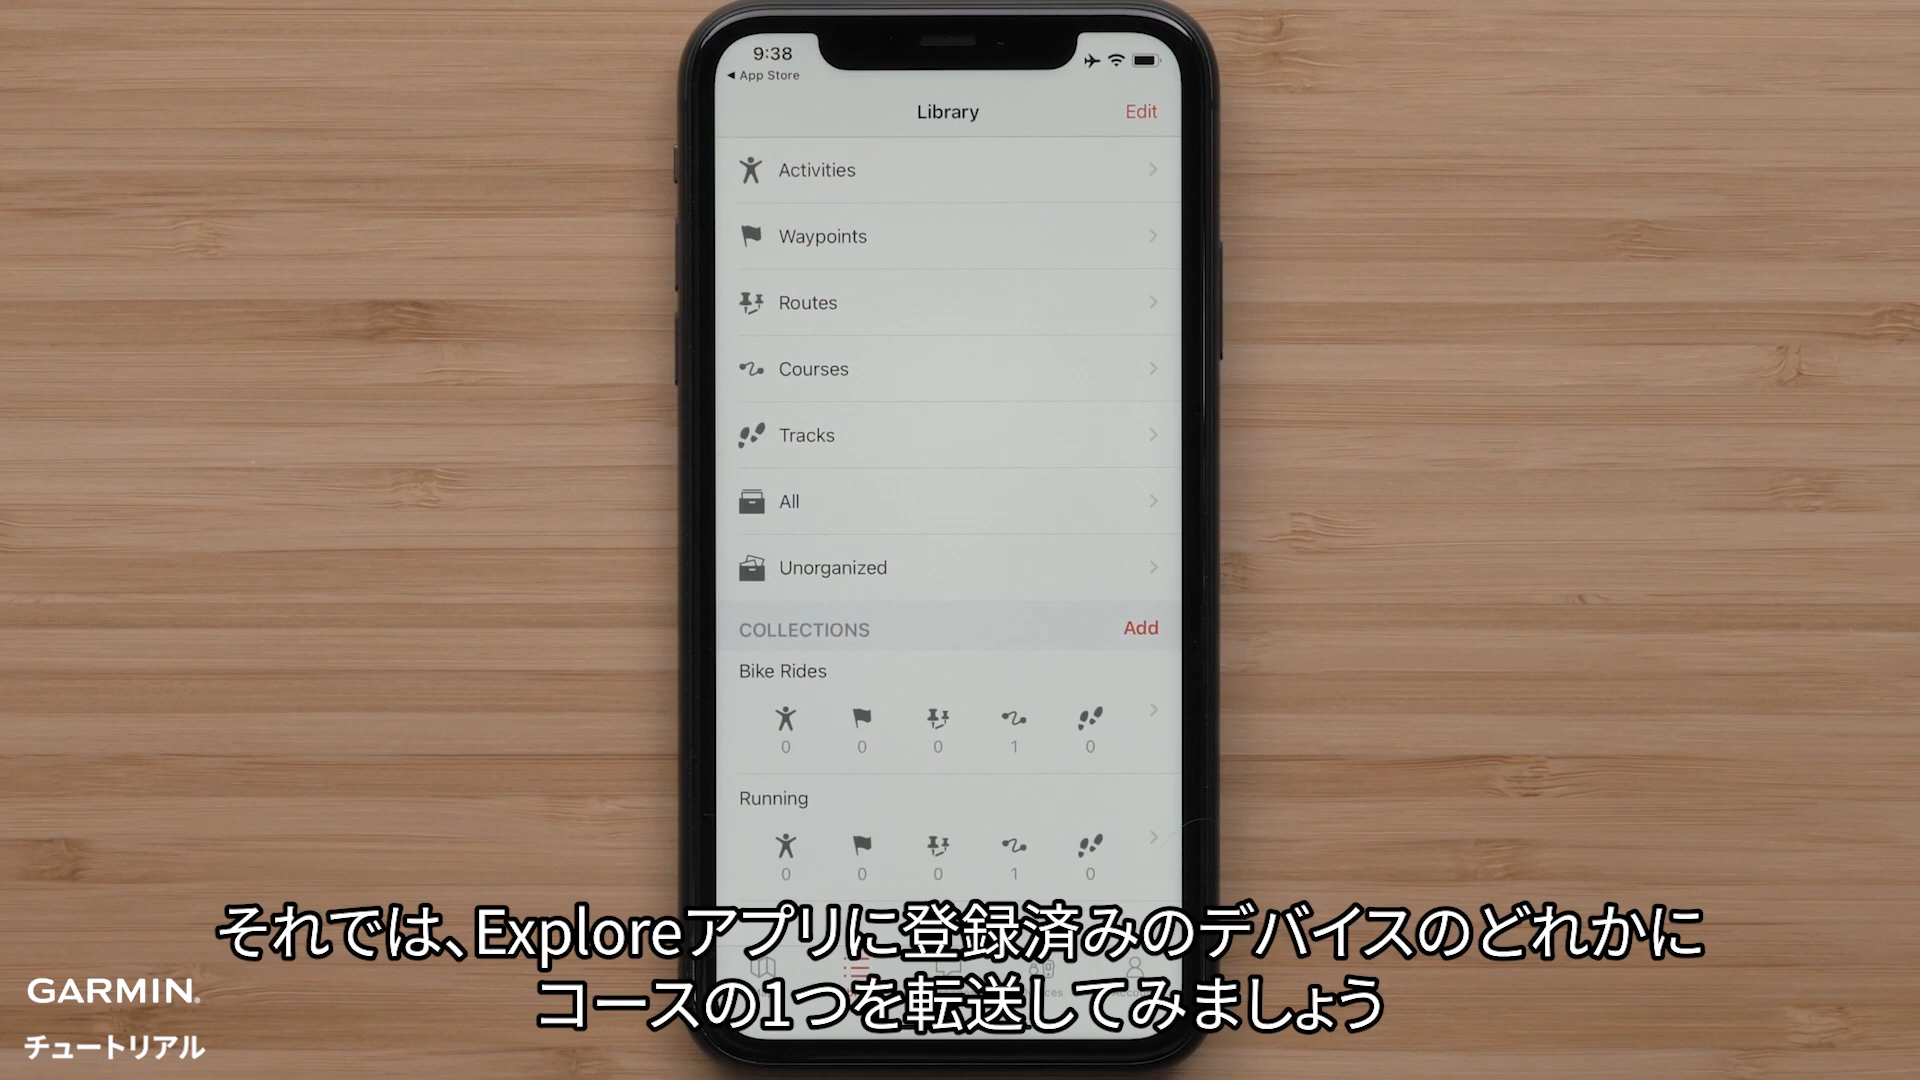 9:38
App Store
Library
Edit
Activities
Waypoints
Routes
Courses
Tracks
All
Unorganized
COLLECTIONS
Add
Bike Rides
0 0 0 1 0
Running
0 0 0 1 0
それでは、Exploreアプリに登録済みのデバイスのどれかに
コースの1つを転送してみましょう
GARMIN
チュートリアル